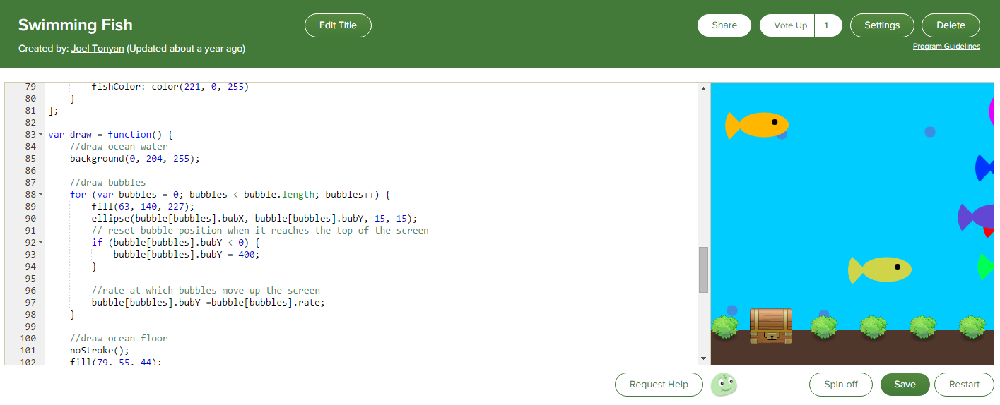 Swimming Fish
Edit Title
Share
Vote Up
1
Settings
Delete
Created by: Joel Tonyan (Updated about a year ago)
Program Guidelines
79 fishColor: color(221, 0, 255)
80 }
81 ];
82
83 var draw = function() {
84 //draw ocean water
85 background(0, 204, 255);
86
87 //draw bubbles
88 for (var bubbles = 0; bubbles < bubble.length; bubbles++) {
89 fill(63, 140, 227);
90 ellipse(bubble[bubbles].bubX, bubble[bubbles].bubY, 15, 15);
91 // reset bubble position when it reaches the top of the screen
92 if (bubble[bubbles].bubY < 0) {
93 bubble[bubbles].bubY = 400;
94 }
95
96 //rate at which bubbles move up the screen
97 bubble[bubbles].bubY-=bubble[bubbles].rate;
98 }
99
100 //draw ocean floor
101 noStroke();
102 fill(79, 55, 44);
Request Help
Spin-off
Save
Restart